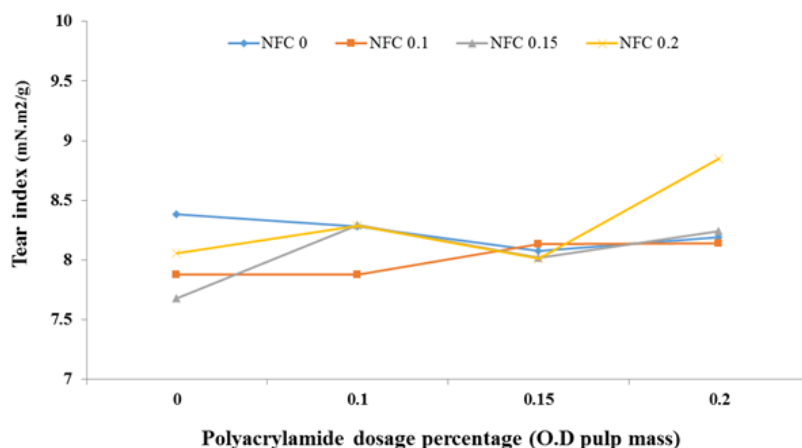 10
NFC 0 NFC 0.1 NFC 0.15 NFC 0.2
9.5
9
8.5
8
7.5
7
Tear index (mN.m2/g)
0 0.1 0.15 0.2
Polyacrylamide dosage percentage (O.D pulp mass)